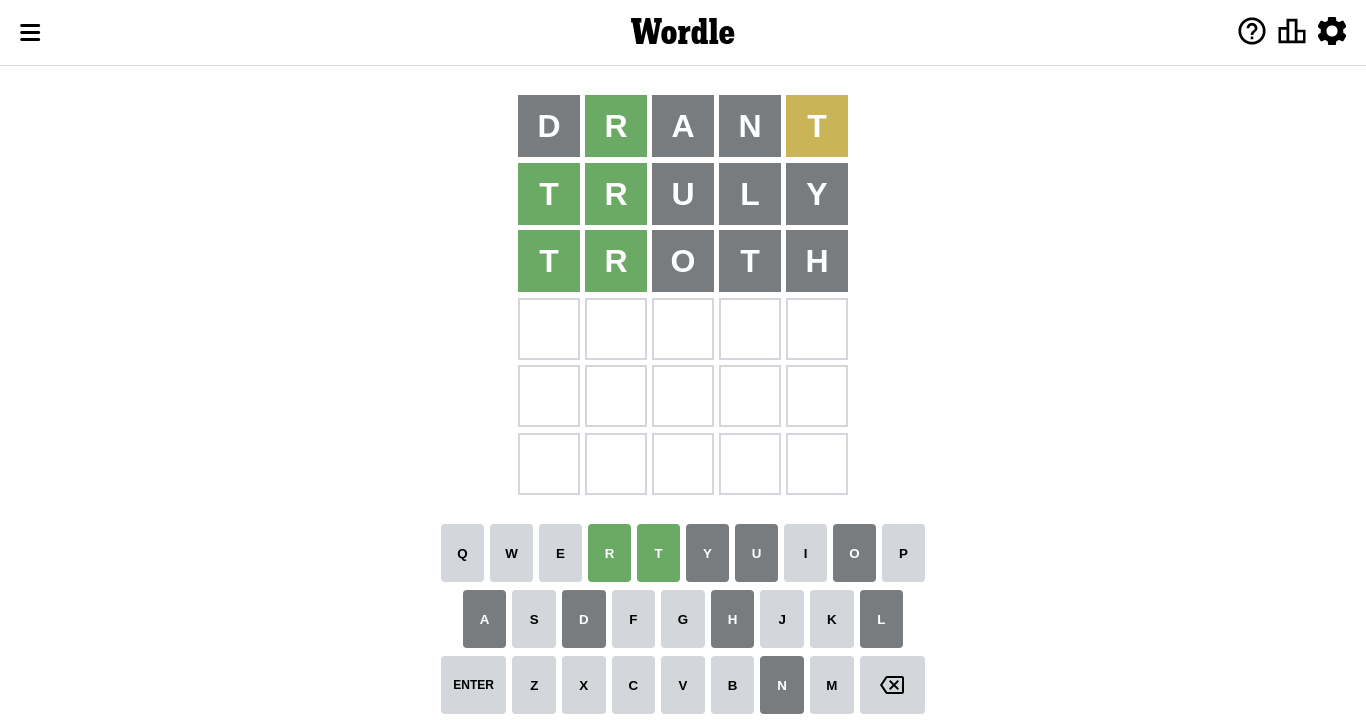 Wordle
D R A N T
T R U L Y
T R O T H
Q W E R T Y U I O P
A S D F G H J K L
ENTER Z X C V B N M